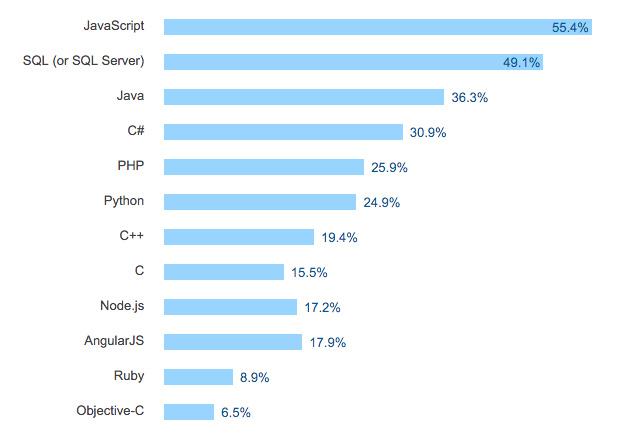 JavaScript 55.4%
SQL (or SQL Server) 49.1%
Java 36.3%
C# 30.9%
PHP 25.9%
Python 24.9%
C++ 19.4%
C 15.5%
Node.js 17.2%
AngularJS 17.9%
Ruby 8.9%
Objective-C 6.5%